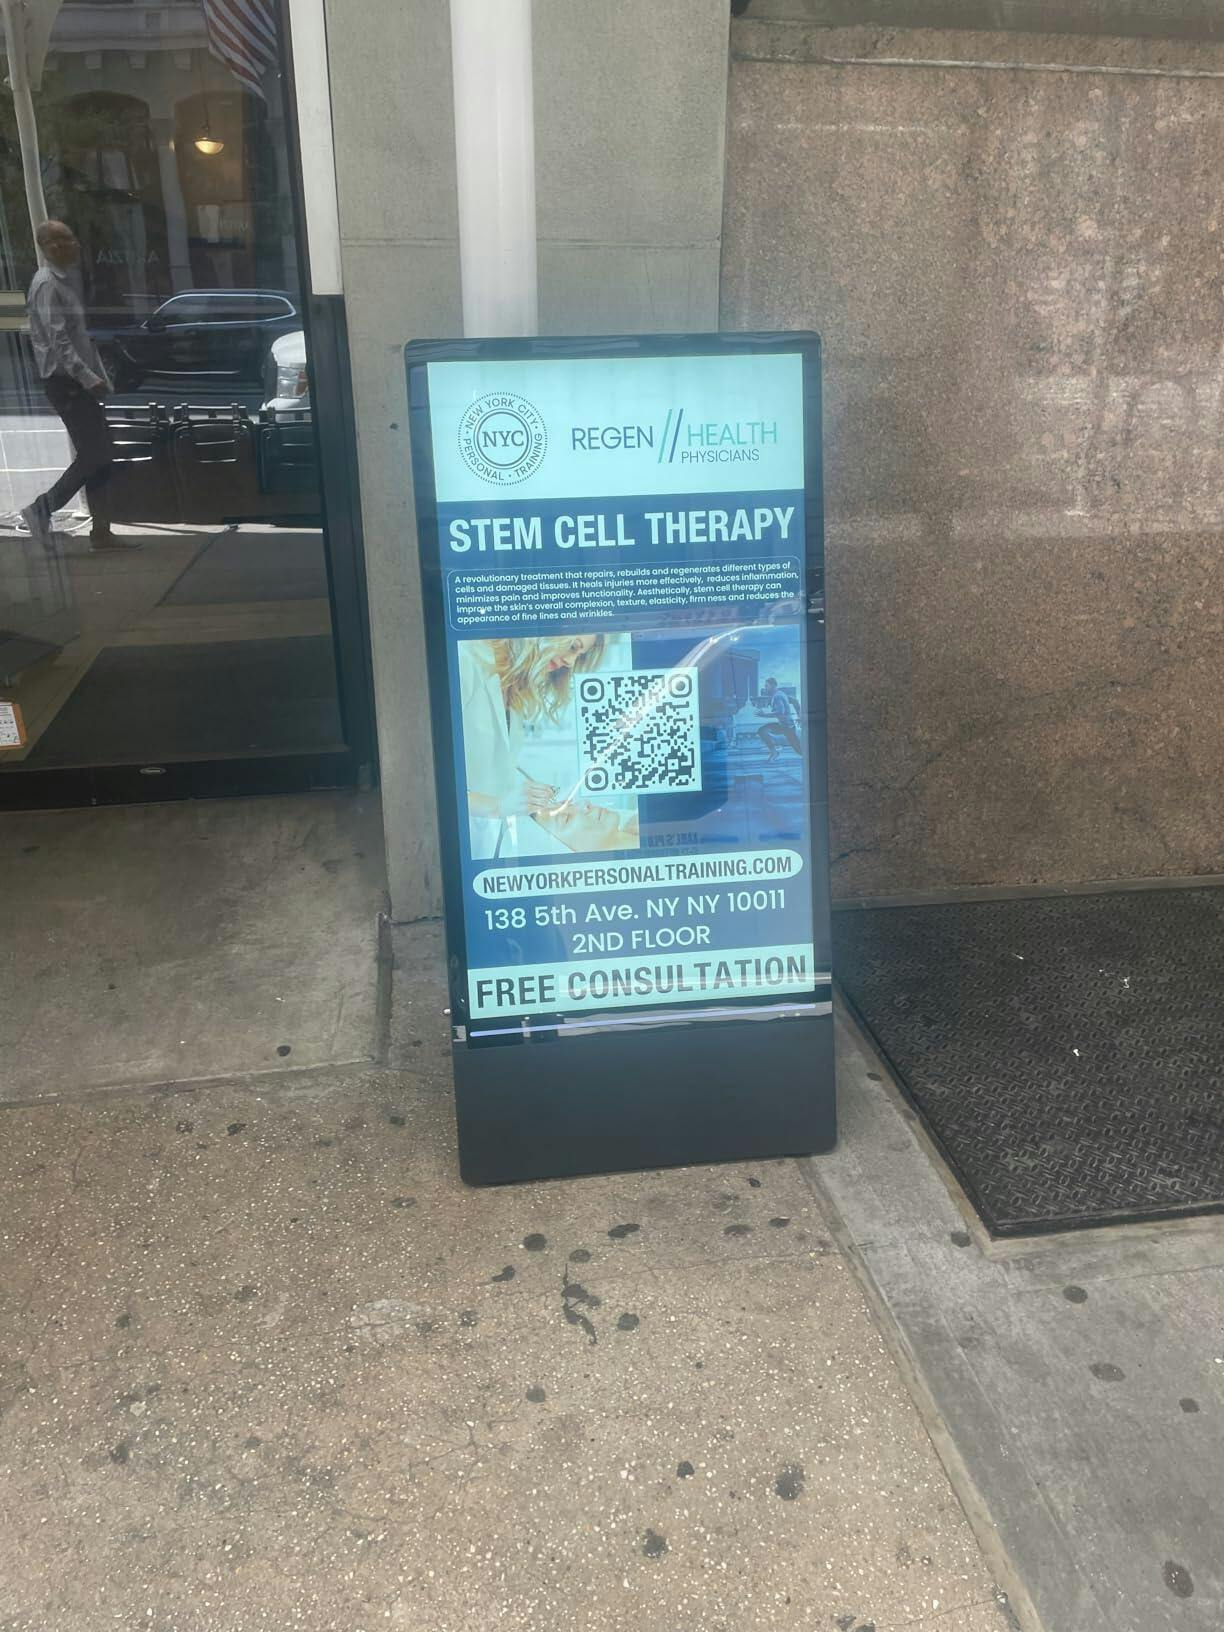 NEW YORK CITY
NYC
PERSONAL • TRAINING
REGEN // HEALTH
PHYSICIANS
STEM CELL THERAPY
A revolutionary treatment that repairs, rebuilds and regenerates different types of
cells and damaged tissues. It heals injuries more effectively, reduces inflammation,
minimizes pain and improves functionality. Aesthetically, stem cell therapy can
improve the skin's overall complexion, texture, elasticity, firm ness and reduces the
appearance of fine lines and wrinkles.
NEWYORKPERSONALTRAINING.COM
138 5th Ave. NY NY 10011
2ND FLOOR
FREE CONSULTATION